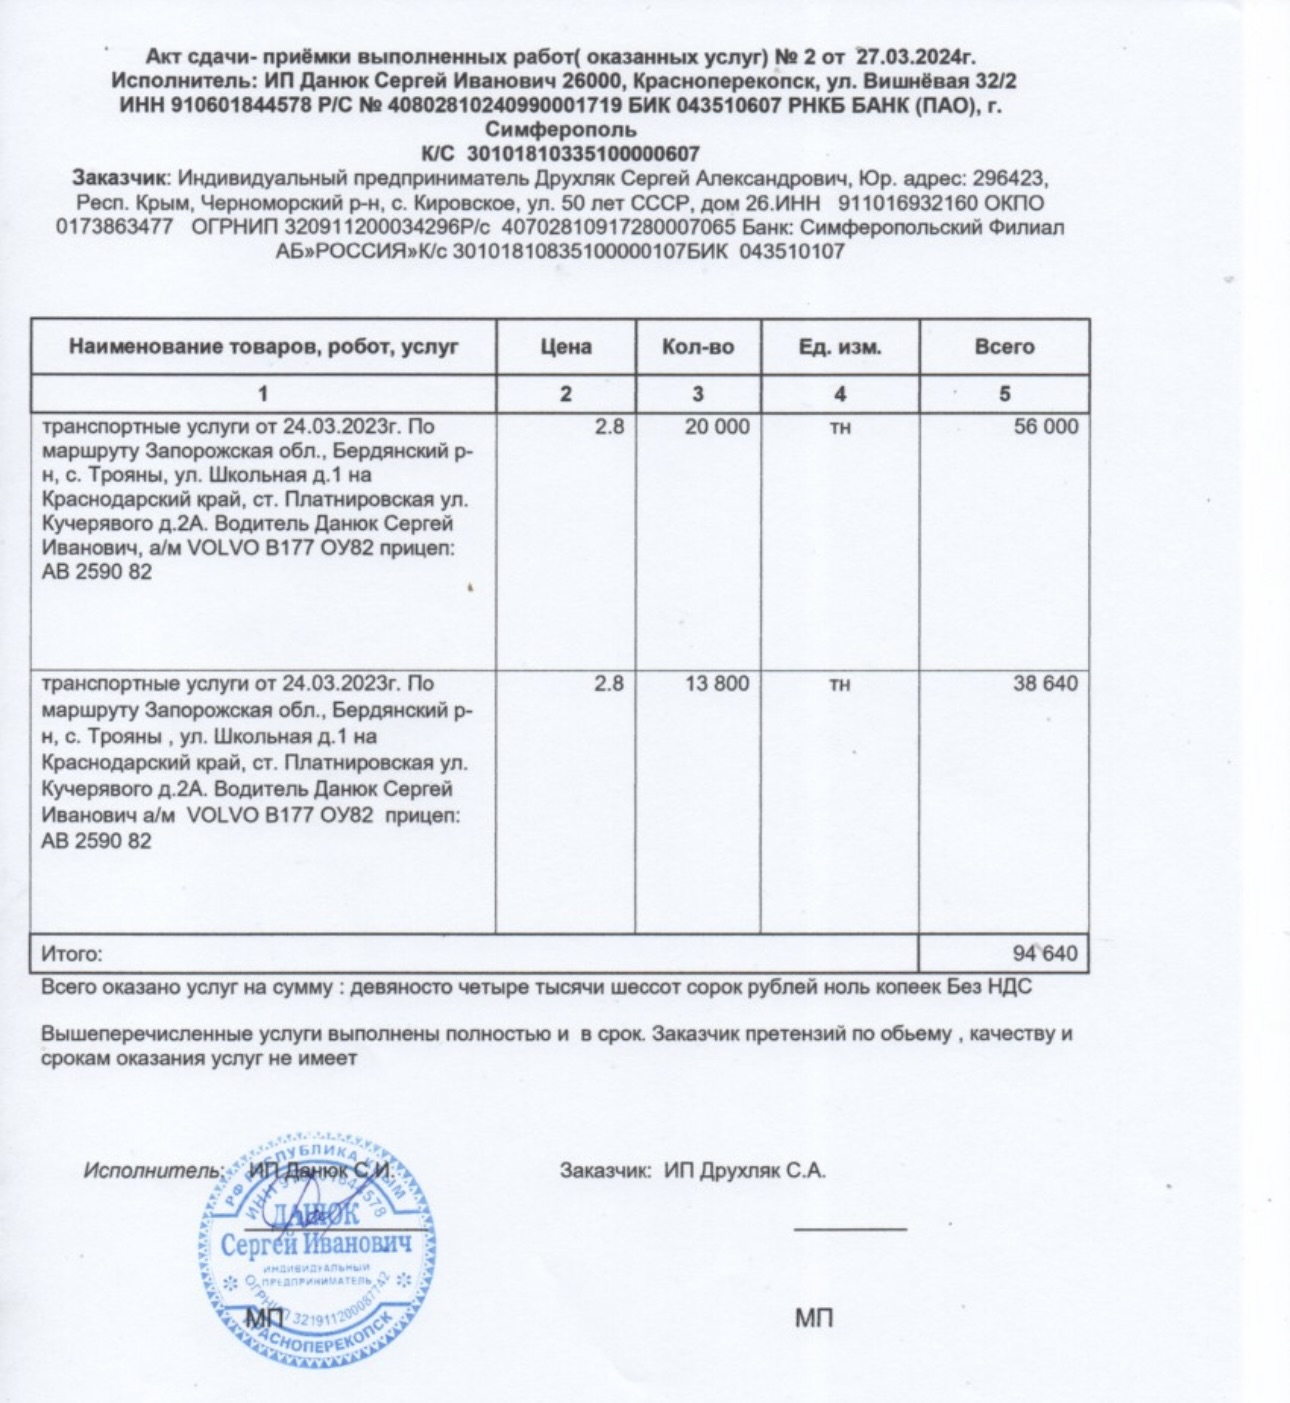 Акт сдачи- приёмки выполненных работ( оказанных услуг) № 2 от 27.03.2024г.
Исполнитель: ИП Данюк Сергей Иванович 26000, Красноперекопск, ул. Вишнёвая 32/2
ИНН 910601844578 Р/С № 40802810240990001719 БИК 043510607 РНКБ БАНК (ПАО), г.
Симферополь
К/С 30101810335100000607
Заказчик: Индивидуальный предприниматель Друхляк Сергей Александрович, Юр. адрес: 296423,
Респ. Крым, Черноморский р-н, с. Кировское, ул. 50 лет СССР, дом 26.ИНН 911016932160 ОКПО
0173863477 ОГРНИП 320911200034296Р/с 40702810917280007065 Банк: Симферопольский Филиал
АБ»РОССИЯ»К/с 30101810835100000107БИК 043510107
Наименование товаров, робот, услуг Цена Кол-во Ед. изм. Всего
1 2 3 4 5
транспортные услуги от 24.03.2023г. По 2.8 20 000 тн 56 000
маршруту Запорожская обл., Бердянский р-
н, с. Трояны, ул. Школьная д.1 на
Краснодарский край, ст. Платнировская ул.
Кучерявого д.2А. Водитель Данюк Сергей
Иванович, а/м VOLVO В177 ОУ82 прицеп:
АВ 2590 82
транспортные услуги от 24.03.2023г. По 2.8 13 800 тн 38 640
маршруту Запорожская обл., Бердянский р-
н, с. Трояны , ул. Школьная д.1 на
Краснодарский край, ст. Платнировская ул.
Кучерявого д.2А. Водитель Данюк Сергей
Иванович а/м VOLVO В177 ОУ82 прицеп:
АВ 2590 82
Итого: 94 640
Всего оказано услуг на сумму : девяносто четыре тысячи шессот сорок рублей ноль копеек Без НДС
Вышеперечисленные услуги выполнены полностью и в срок. Заказчик претензий по обьему , качеству и
срокам оказания услуг не имеет
Исполнитель: ИП Данюк С.И. Заказчик: ИП Друхляк С.А.
РФ РЕСПУБЛИКА КРЫМ
ИНН 910601844578
ДАНЮК
Сергей Иванович
ИНДИВИДУАЛЬНЫЙ
ПРЕДПРИНИМАТЕЛЬ
ОГРНИП 321911200087742
КРАСНОПЕРЕКОПСК
МП МП